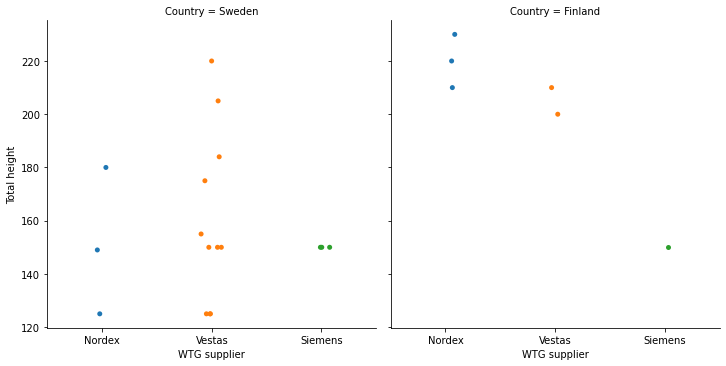 Country = Sweden
Country = Finland
Total height
220
200
180
160
140
120
Nordex
Vestas
Siemens
WTG supplier
Nordex
Vestas
Siemens
WTG supplier